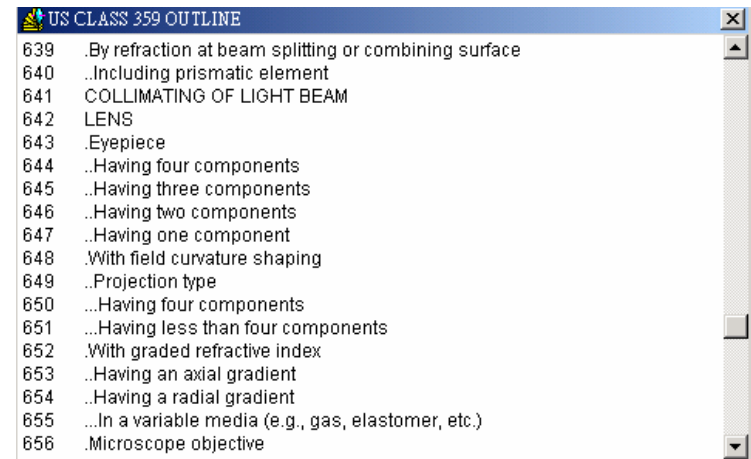 US CLASS 359 OUTLINE
639 .By refraction at beam splitting or combining surface
640 ..Including prismatic element
641 COLLIMATING OF LIGHT BEAM
642 LENS
643 .Eyepiece
644 ..Having four components
645 ..Having three components
646 ..Having two components
647 ..Having one component
648 .With field curvature shaping
649 ..Projection type
650 ...Having four components
651 ...Having less than four components
652 .With graded refractive index
653 ..Having an axial gradient
654 ..Having a radial gradient
655 ...In a variable media (e.g., gas, elastomer, etc.)
656 .Microscope objective